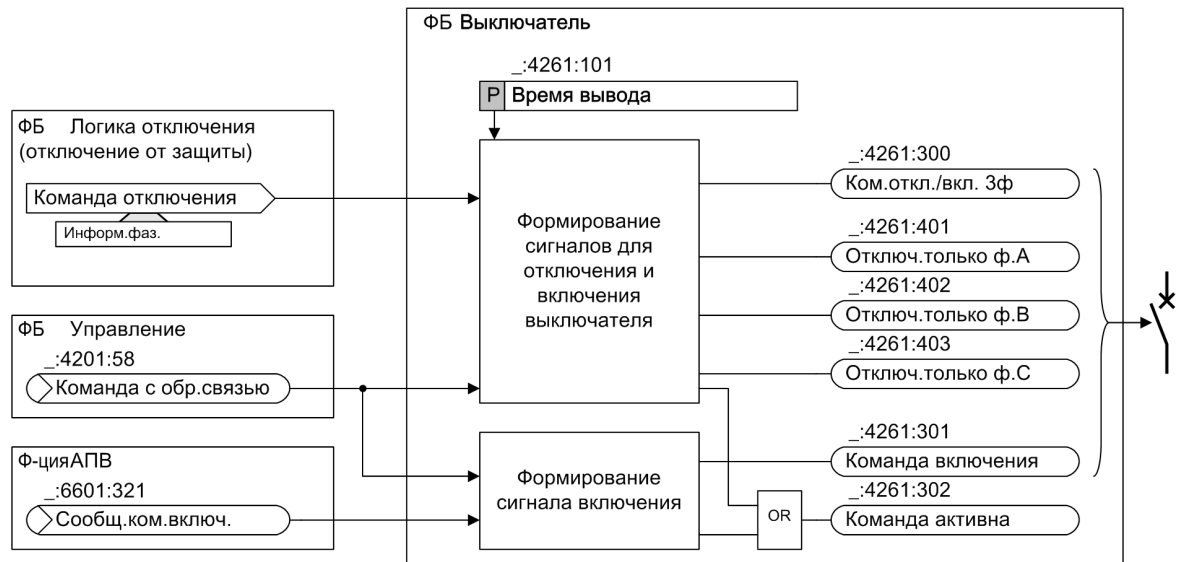 ФБ Выключатель
_:4261:101
P Время вывода
ФБ Логика отключения
(отключение от защиты)
Команда отключения
Информ.фаз.
ФБ Управление
_:4201:58
Команда с обр.связью
Ф-цияАПВ
_:6601:321
Сообщ.ком.включ.
Формирование
сигналов для
отключения и
включения
выключателя
Формирование
сигнала включения
OR
_:4261:300
Ком.откл./вкл. 3ф
_:4261:401
Отключ.только ф.А
_:4261:402
Отключ.только ф.В
_:4261:403
Отключ.только ф.С
_:4261:301
Команда включения
_:4261:302
Команда активна